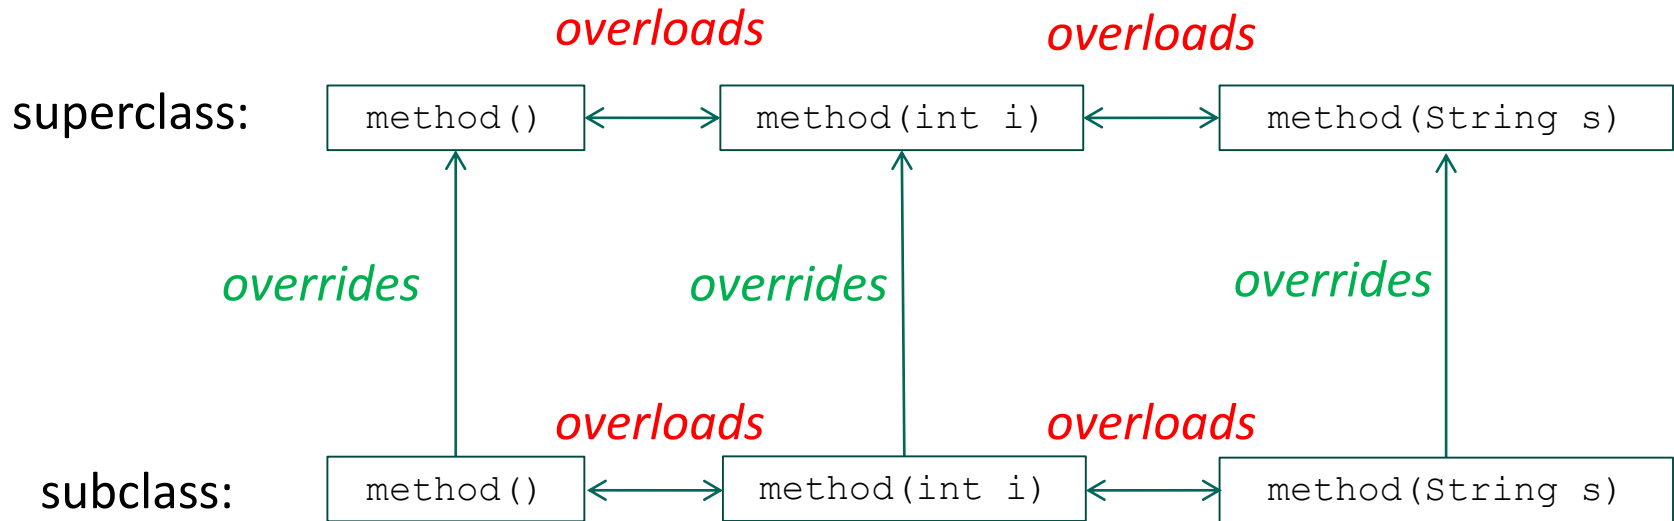 overloads overloads
superclass: method() method(int i) method(String s)
overrides overrides overrides
overloads overloads
subclass: method() method(int i) method(String s)